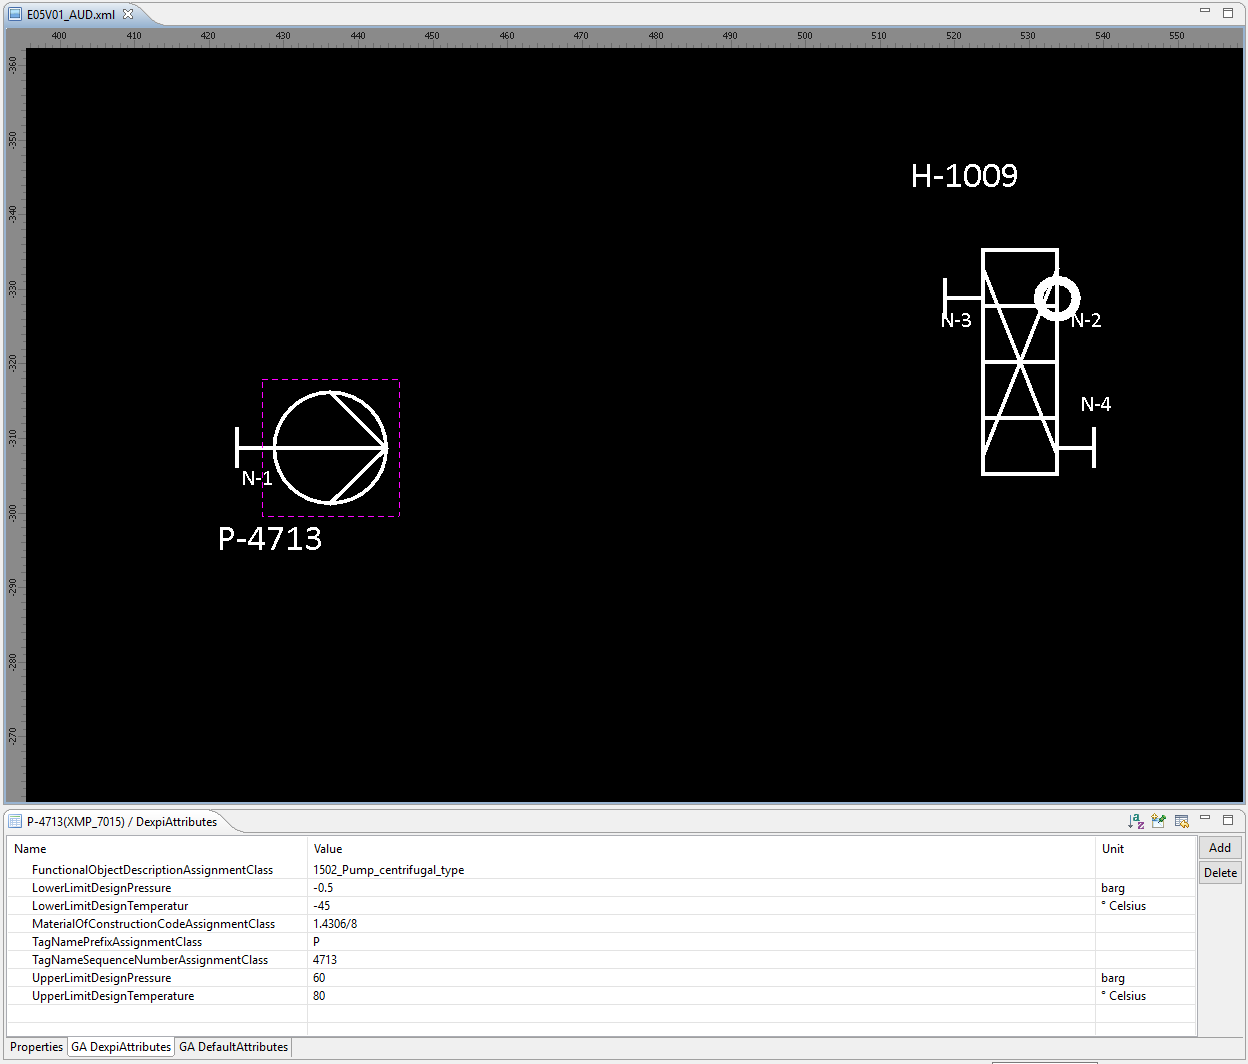 E05V01_AUD.xml
400 410 420 430 440 450 460 470 480 490 500 510 520 530 540 550
-360
-350
-340
-330
-320
-310
-300
-290
-280
-270
H-1009
N-3
N-2
N-4
N-1
P-4713
P-4713(XMP_7015) / DexpiAttributes
Name Value Unit Add
FunctionalObjectDescriptionAssignmentClass 1502_Pump_centrifugal_type Delete
LowerLimitDesignPressure -0.5 barg
LowerLimitDesignTemperatur -45 ° Celsius
MaterialOfConstructionCodeAssignmentClass 1.4306/8
TagNamePrefixAssignmentClass P
TagNameSequenceNumberAssignmentClass 4713
UpperLimitDesignPressure 60 barg
UpperLimitDesignTemperature 80 ° Celsius
Properties GA DexpiAttributes GA DefaultAttributes